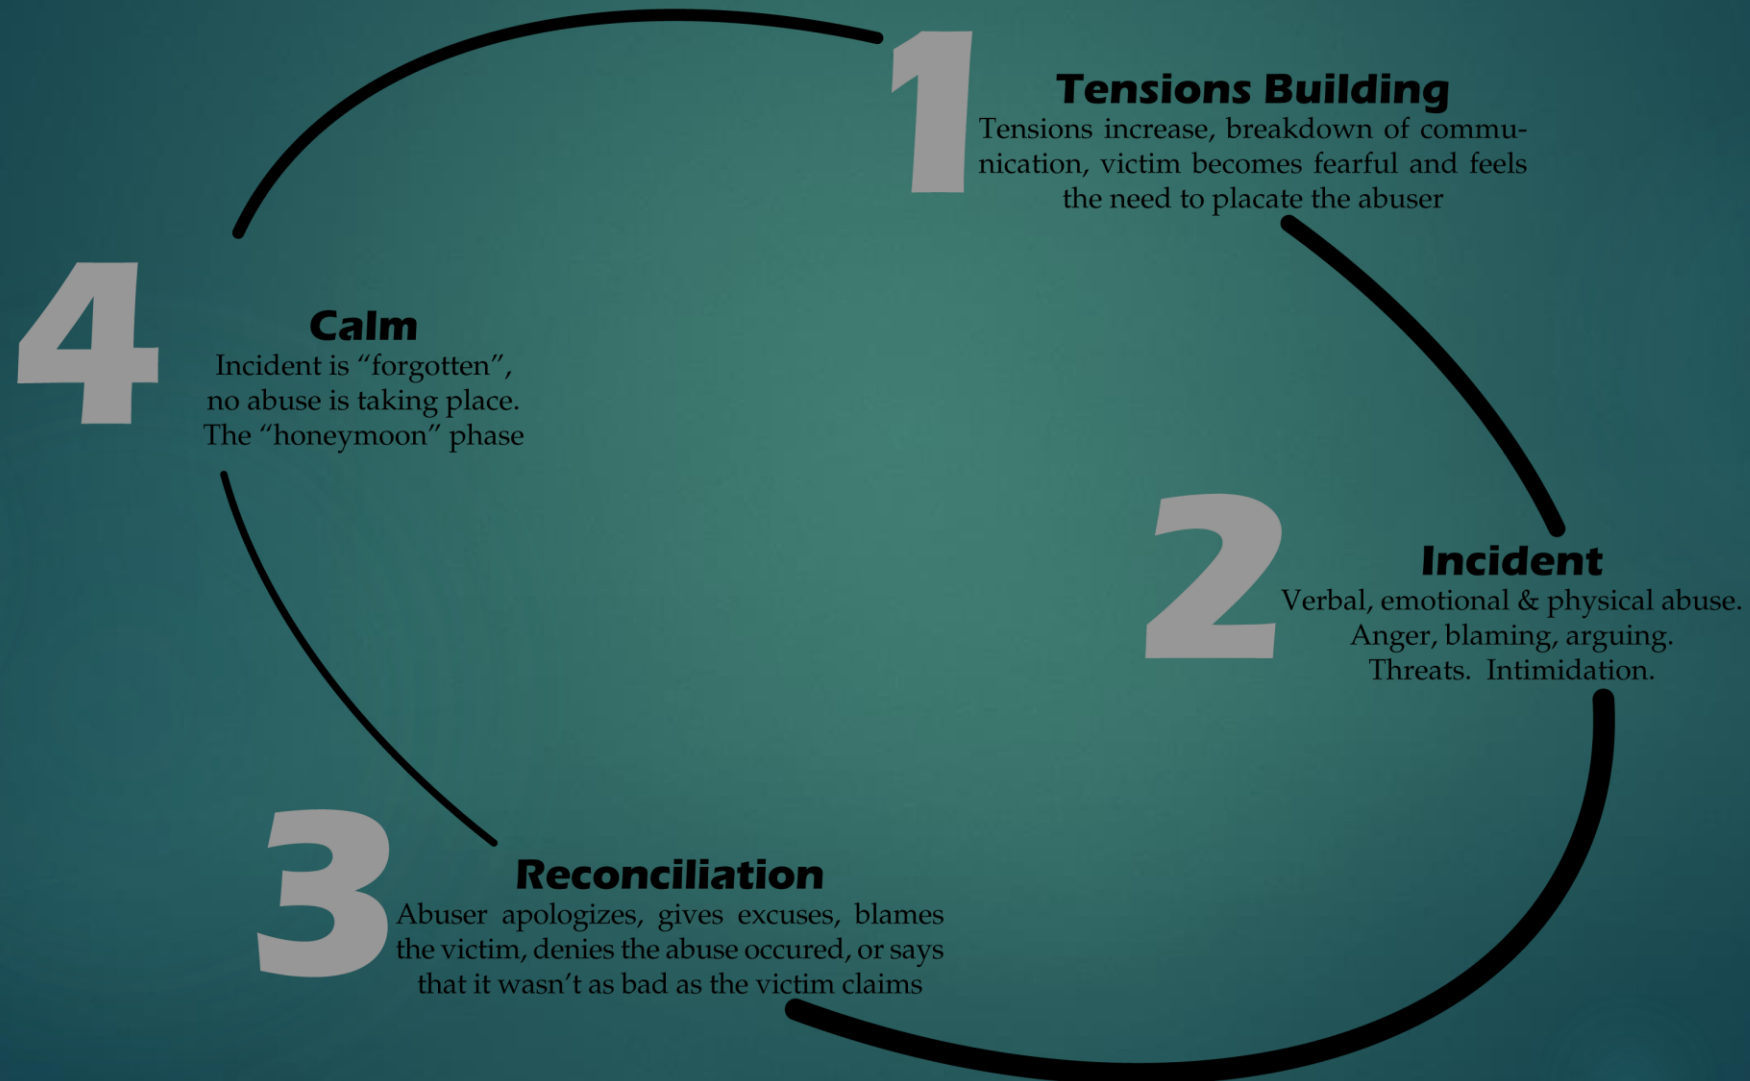 1
Tensions Building
Tensions increase, breakdown of commu-
nication, victim becomes fearful and feels
the need to placate the abuser
2
Incident
Verbal, emotional & physical abuse.
Anger, blaming, arguing.
Threats.  Intimidation.
3
Reconciliation
Abuser apologizes, gives excuses, blames
the victim, denies the abuse occured, or says
that it wasn’t as bad as the victim claims
4
Calm
Incident is “forgotten”,
no abuse is taking place.
The “honeymoon” phase